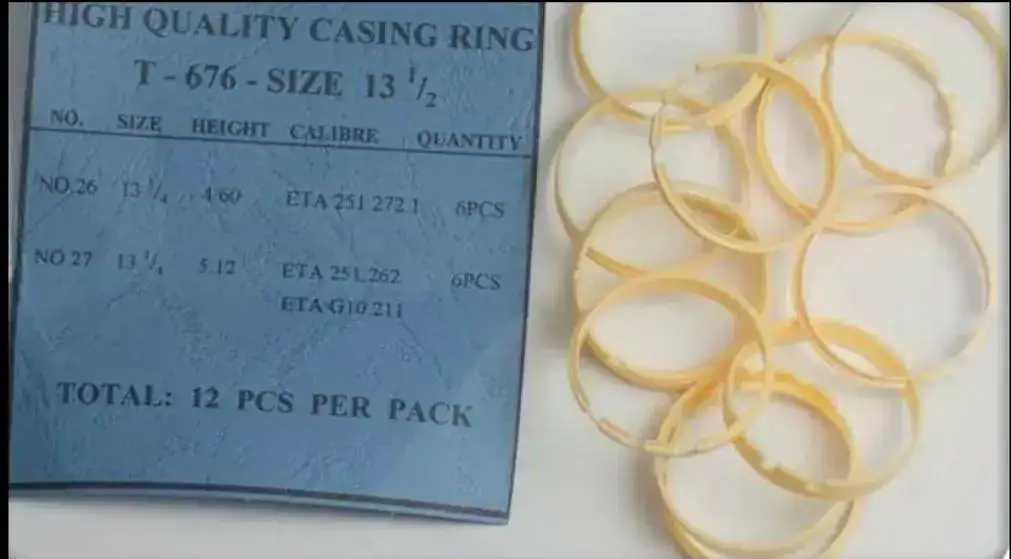 HIGH QUALITY CASING RING
T - 676 - SIZE 13 1/2
NO. SIZE HEIGHT CALIBRE QUANTITY
NO.26 13 1/4 4.60 ETA 251.272.1 6PCS
NO 27 13 1/4 5.12 ETA 251.262 6PCS
ETA G10.211
TOTAL: 12 PCS PER PACK